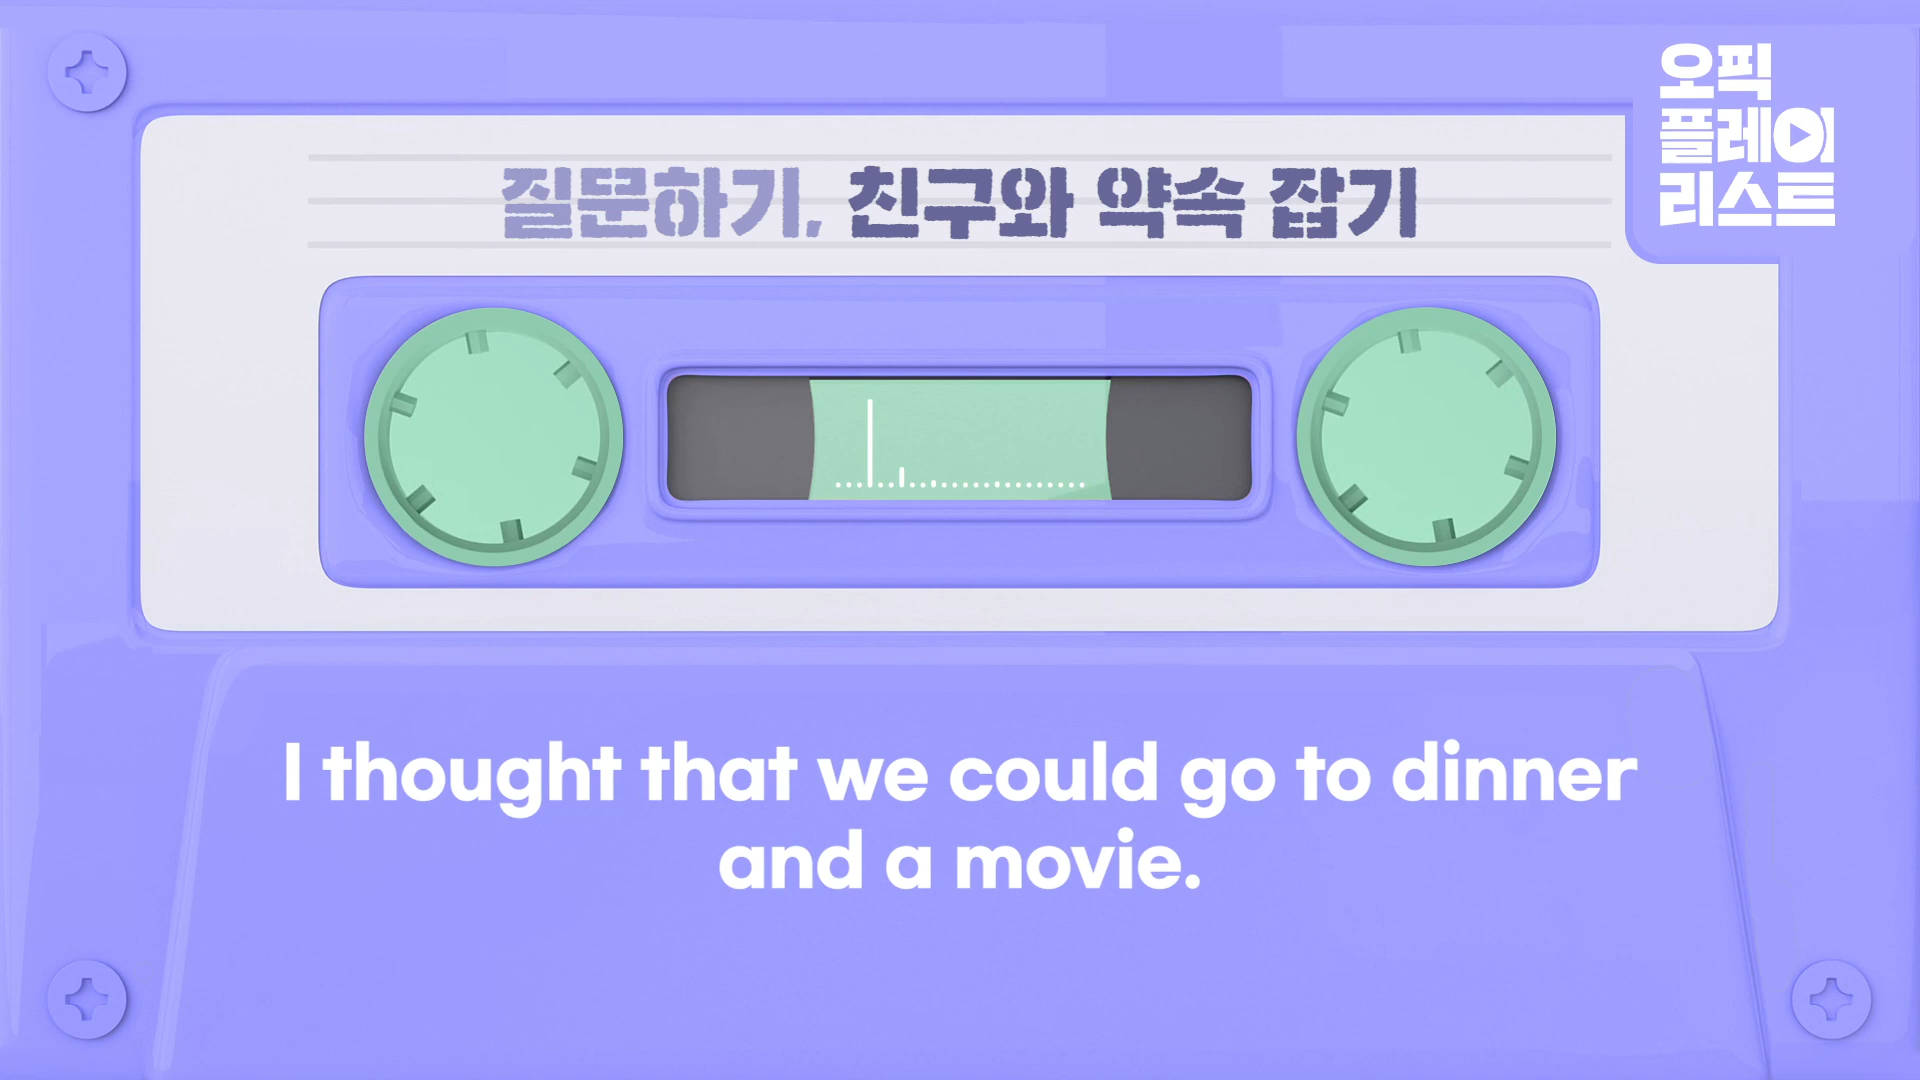 오픽
플레이
리스트
질문하기, 친구와 약속 잡기
I thought that we could go to dinner
and a movie.